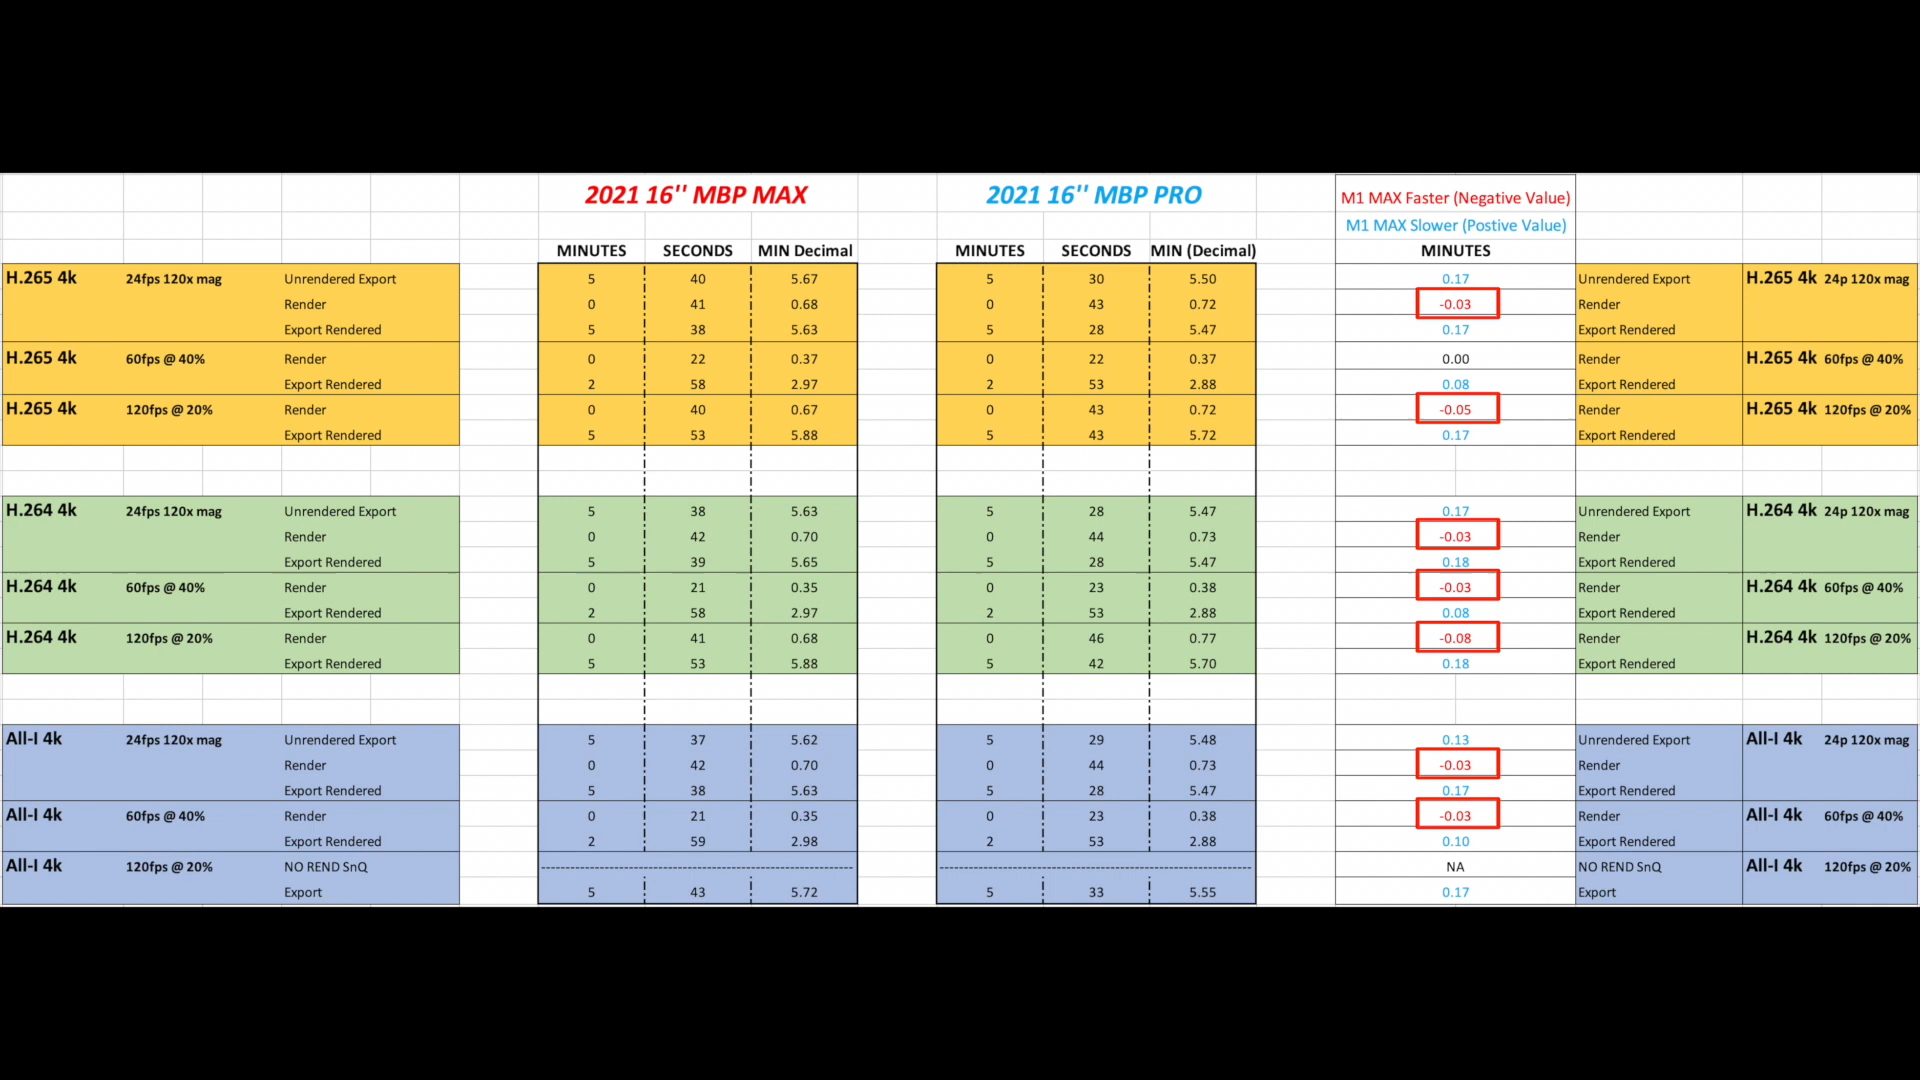 2021 16'' MBP MAX 2021 16'' MBP PRO M1 MAX Faster (Negative Value)
M1 MAX Slower (Postive Value)
MINUTES SECONDS MIN Decimal MINUTES SECONDS MIN (Decimal) MINUTES
H.265 4k 24fps 120x mag Unrendered Export 5 40 5.67 5 30 5.50 0.17 Unrendered Export H.265 4k 24p 120x mag
Render 0 41 0.68 0 43 0.72 -0.03 Render
Export Rendered 5 38 5.63 5 28 5.47 0.17 Export Rendered
H.265 4k 60fps @ 40% Render 0 22 0.37 0 22 0.37 0.00 Render H.265 4k 60fps @ 40%
Export Rendered 2 58 2.97 2 53 2.88 0.08 Export Rendered
H.265 4k 120fps @ 20% Render 0 40 0.67 0 43 0.72 -0.05 Render H.265 4k 120fps @ 20%
Export Rendered 5 53 5.88 5 43 5.72 0.17 Export Rendered
H.264 4k 24fps 120x mag Unrendered Export 5 38 5.63 5 28 5.47 0.17 Unrendered Export H.264 4k 24p 120x mag
Render 0 42 0.70 0 44 0.73 -0.03 Render
Export Rendered 5 39 5.65 5 28 5.47 0.18 Export Rendered
H.264 4k 60fps @ 40% Render 0 21 0.35 0 23 0.38 -0.03 Render H.264 4k 60fps @ 40%
Export Rendered 2 58 2.97 2 53 2.88 0.08 Export Rendered
H.264 4k 120fps @ 20% Render 0 41 0.68 0 46 0.77 -0.08 Render H.264 4k 120fps @ 20%
Export Rendered 5 53 5.88 5 42 5.70 0.18 Export Rendered
All-I 4k 24fps 120x mag Unrendered Export 5 37 5.62 5 29 5.48 0.13 Unrendered Export All-I 4k 24p 120x mag
Render 0 42 0.70 0 44 0.73 -0.03 Render
Export Rendered 5 38 5.63 5 28 5.47 0.17 Export Rendered
All-I 4k 60fps @ 40% Render 0 21 0.35 0 23 0.38 -0.03 Render All-I 4k 60fps @ 40%
Export Rendered 2 59 2.98 2 53 2.88 0.10 Export Rendered
All-I 4k 120fps @ 20% NO REND SnQ NA NO REND SnQ All-I 4k 120fps @ 20%
Export 5 43 5.72 5 33 5.55 0.17 Export